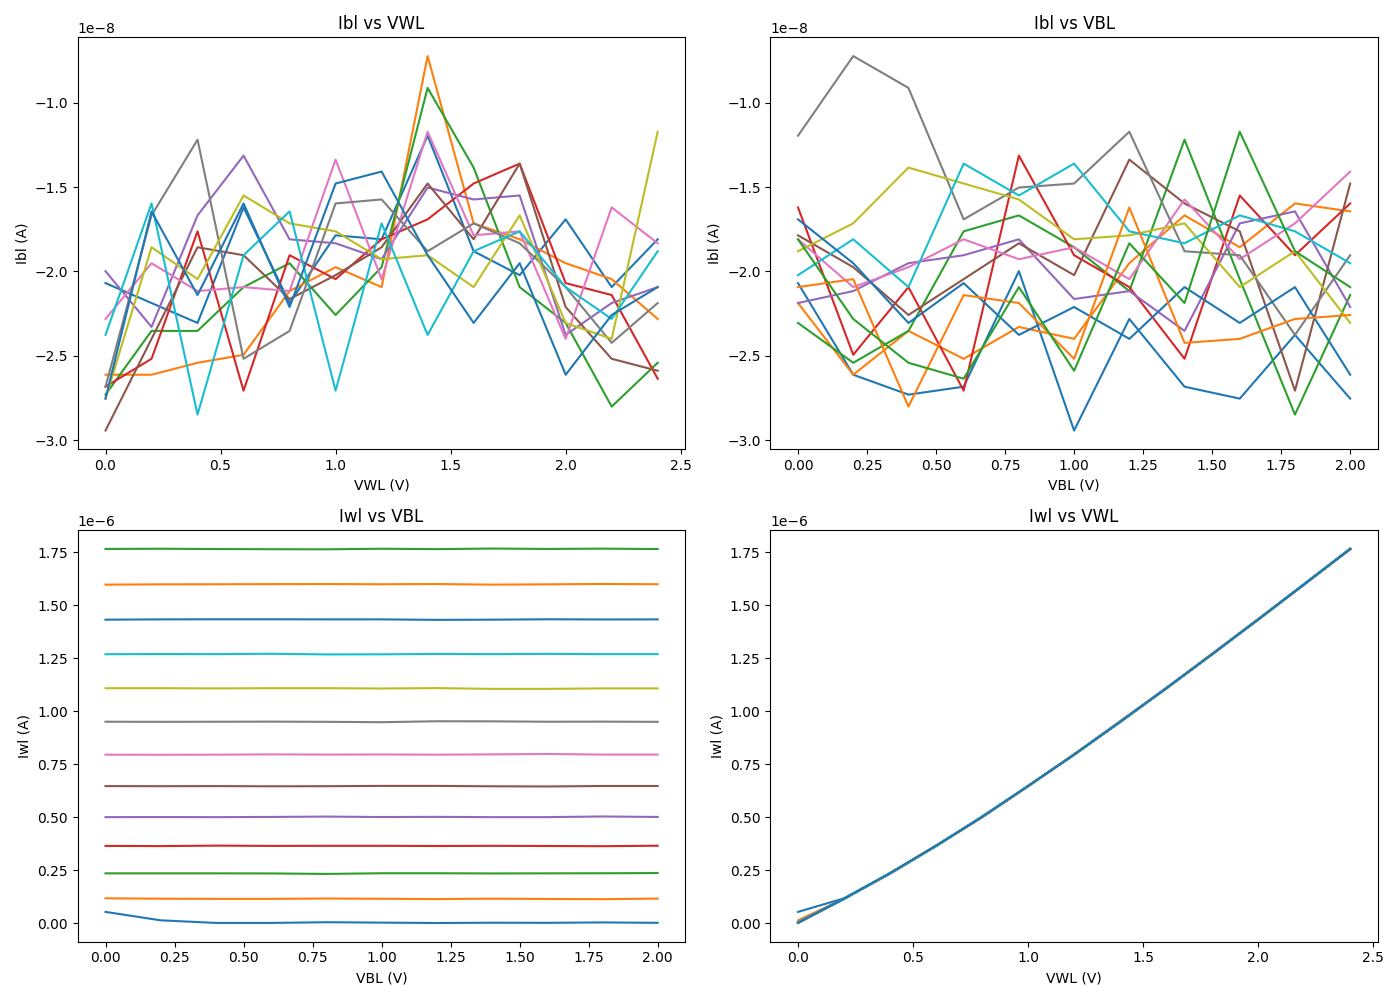 Ibl vs VWL
1e−8
Ibl (A)
−1.0
−1.5
−2.0
−2.5
−3.0
0.0 0.5 1.0 1.5 2.0 2.5
VWL (V)
Ibl vs VBL
1e−8
Ibl (A)
−1.0
−1.5
−2.0
−2.5
−3.0
0.00 0.25 0.50 0.75 1.00 1.25 1.50 1.75 2.00
VBL (V)
Iwl vs VBL
1e−6
Iwl (A)
1.75
1.50
1.25
1.00
0.75
0.50
0.25
0.00
0.00 0.25 0.50 0.75 1.00 1.25 1.50 1.75 2.00
VBL (V)
Iwl vs VWL
1e−6
Iwl (A)
1.75
1.50
1.25
1.00
0.75
0.50
0.25
0.00
0.0 0.5 1.0 1.5 2.0 2.5
VWL (V)